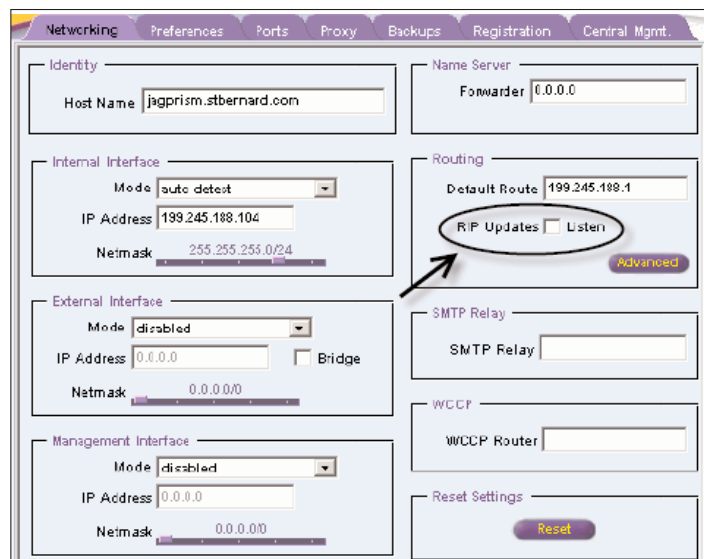 Networking Preferences Ports Proxy Backups Registration Central Mgmt.
Identity
Host Name jagprism.stbernard.com
Internal Interface
Mode auto detect
IP Address 199.245.188.104
Netmask 255.255.255.0/24
External Interface
Mode disabled
IP Address 0.0.0.0 Bridge
Netmask 0.0.0.0/0
Management Interface
Mode disabled
IP Address 0.0.0.0
Netmask 0.0.0.0/0
Name Server
Forwarder 0.0.0.0
Routing
Default Route 199.245.188.1
RIP Updates Listen
Advanced
SMTP Relay
SMTP Relay
WCCP
WCCP Router
Reset Settings
Reset